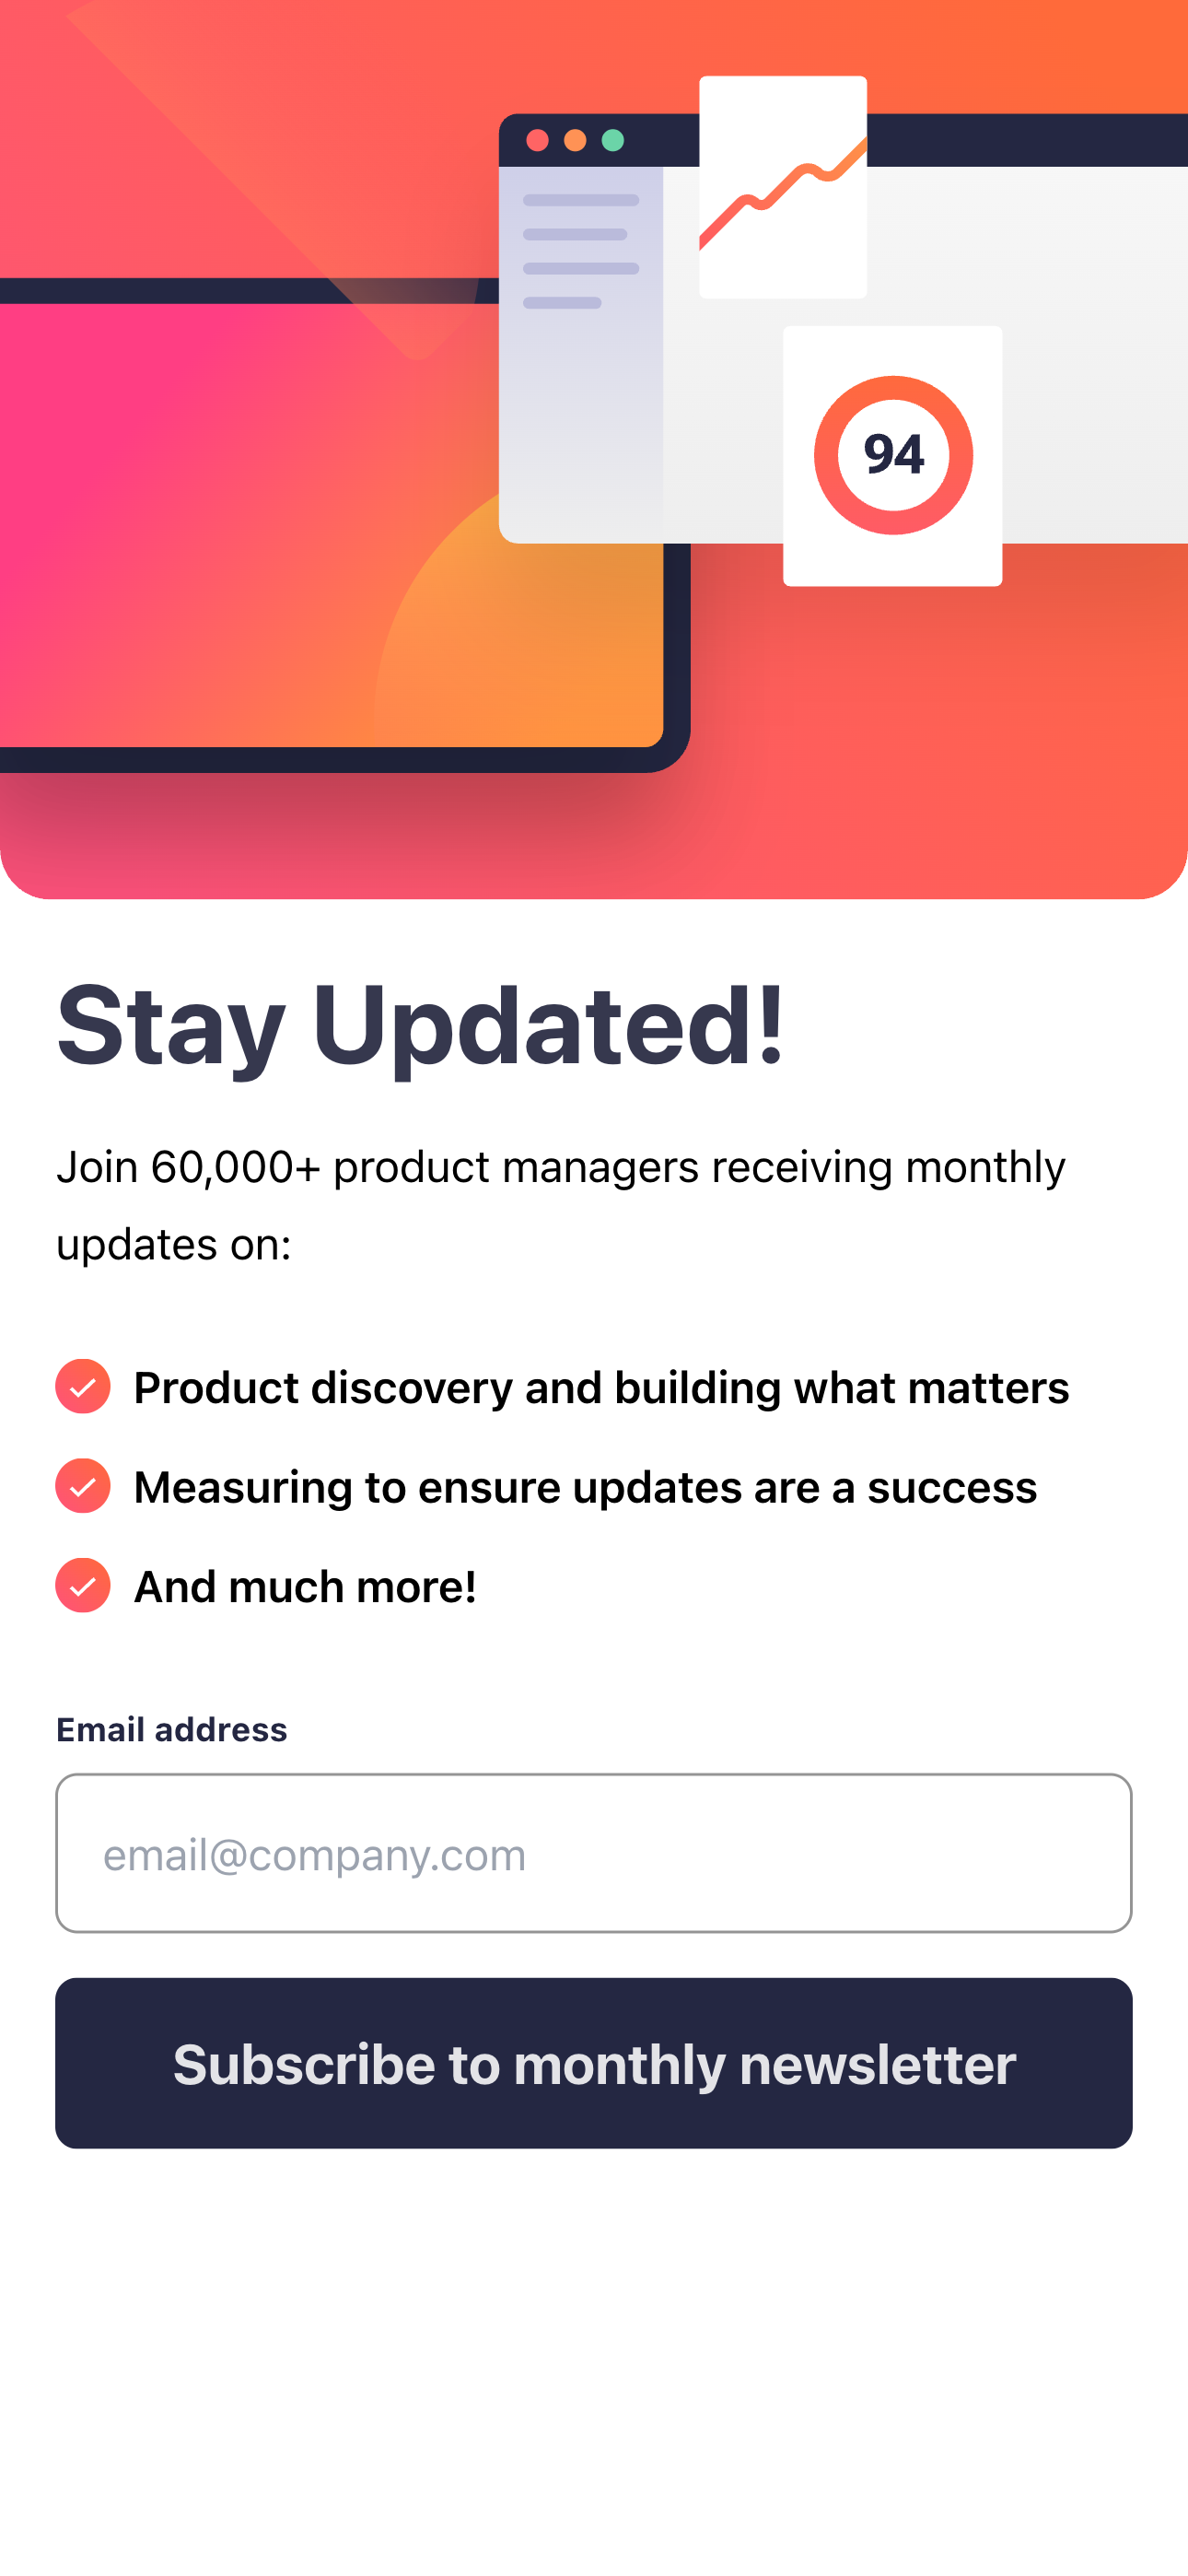 94
Stay Updated!
Join 60,000+ product managers receiving monthly
updates on:
Product discovery and building what matters
Measuring to ensure updates are a success
And much more!
Email address
email@company.com
Subscribe to monthly newsletter